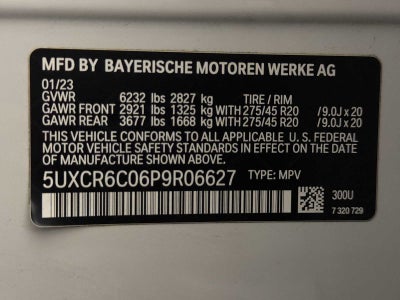 MFD BY BAYERISCHE MOTOREN WERKE AG
01/23
GVWR 6232 lbs 2827 kg TIRE / RIM
GAWR FRONT 2921 lbs 1325 kg WITH 275/45 R20 / 9.0J x 20
GAWR REAR 3677 lbs 1668 kg WITH 275/45 R20 / 9.0J x 20
THIS VEHICLE CONFORMS TO ALL APPLICABLE U. S. FEDERAL
MOTOR VEHICLE SAFETY STANDARDS IN EFFECT ON THE
DATE OF MANUFACTURE SHOWN ABOVE.
5UXCR6C06P9R06627 TYPE: MPV
300U
7 320 729